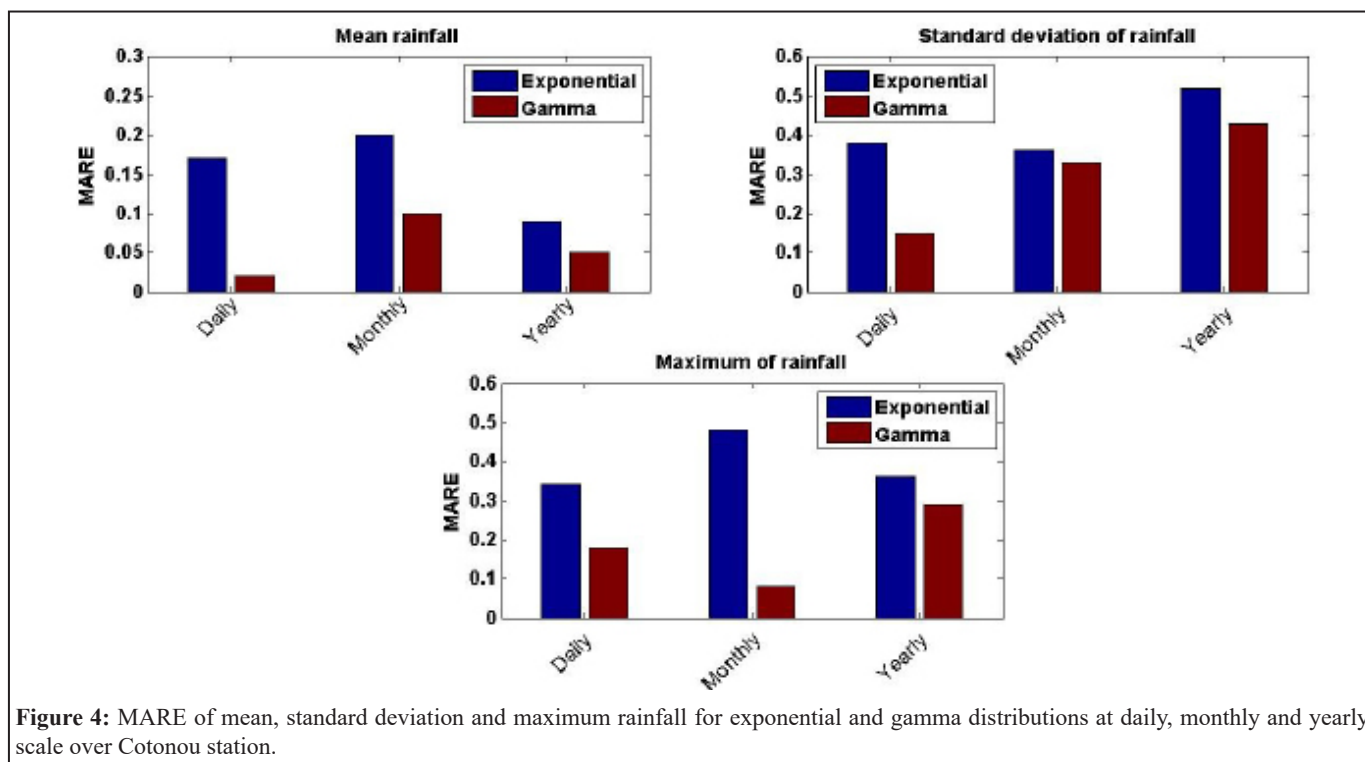 Mean rainfall
0.3
0.25
0.2
0.15
0.1
0.05
0
MARE
Exponential
Gamma
Daily
Monthly
Yearly
Standard deviation of rainfall
0.6
0.5
0.4
0.3
0.2
0.1
0
MARE
Exponential
Gamma
Daily
Monthly
Yearly
Maximum of rainfall
0.6
0.5
0.4
0.3
0.2
0.1
0
MARE
Exponential
Gamma
Daily
Monthly
Yearly
Figure 4: MARE of mean, standard deviation and maximum rainfall for exponential and gamma distributions at daily, monthly and yearly
scale over Cotonou station.